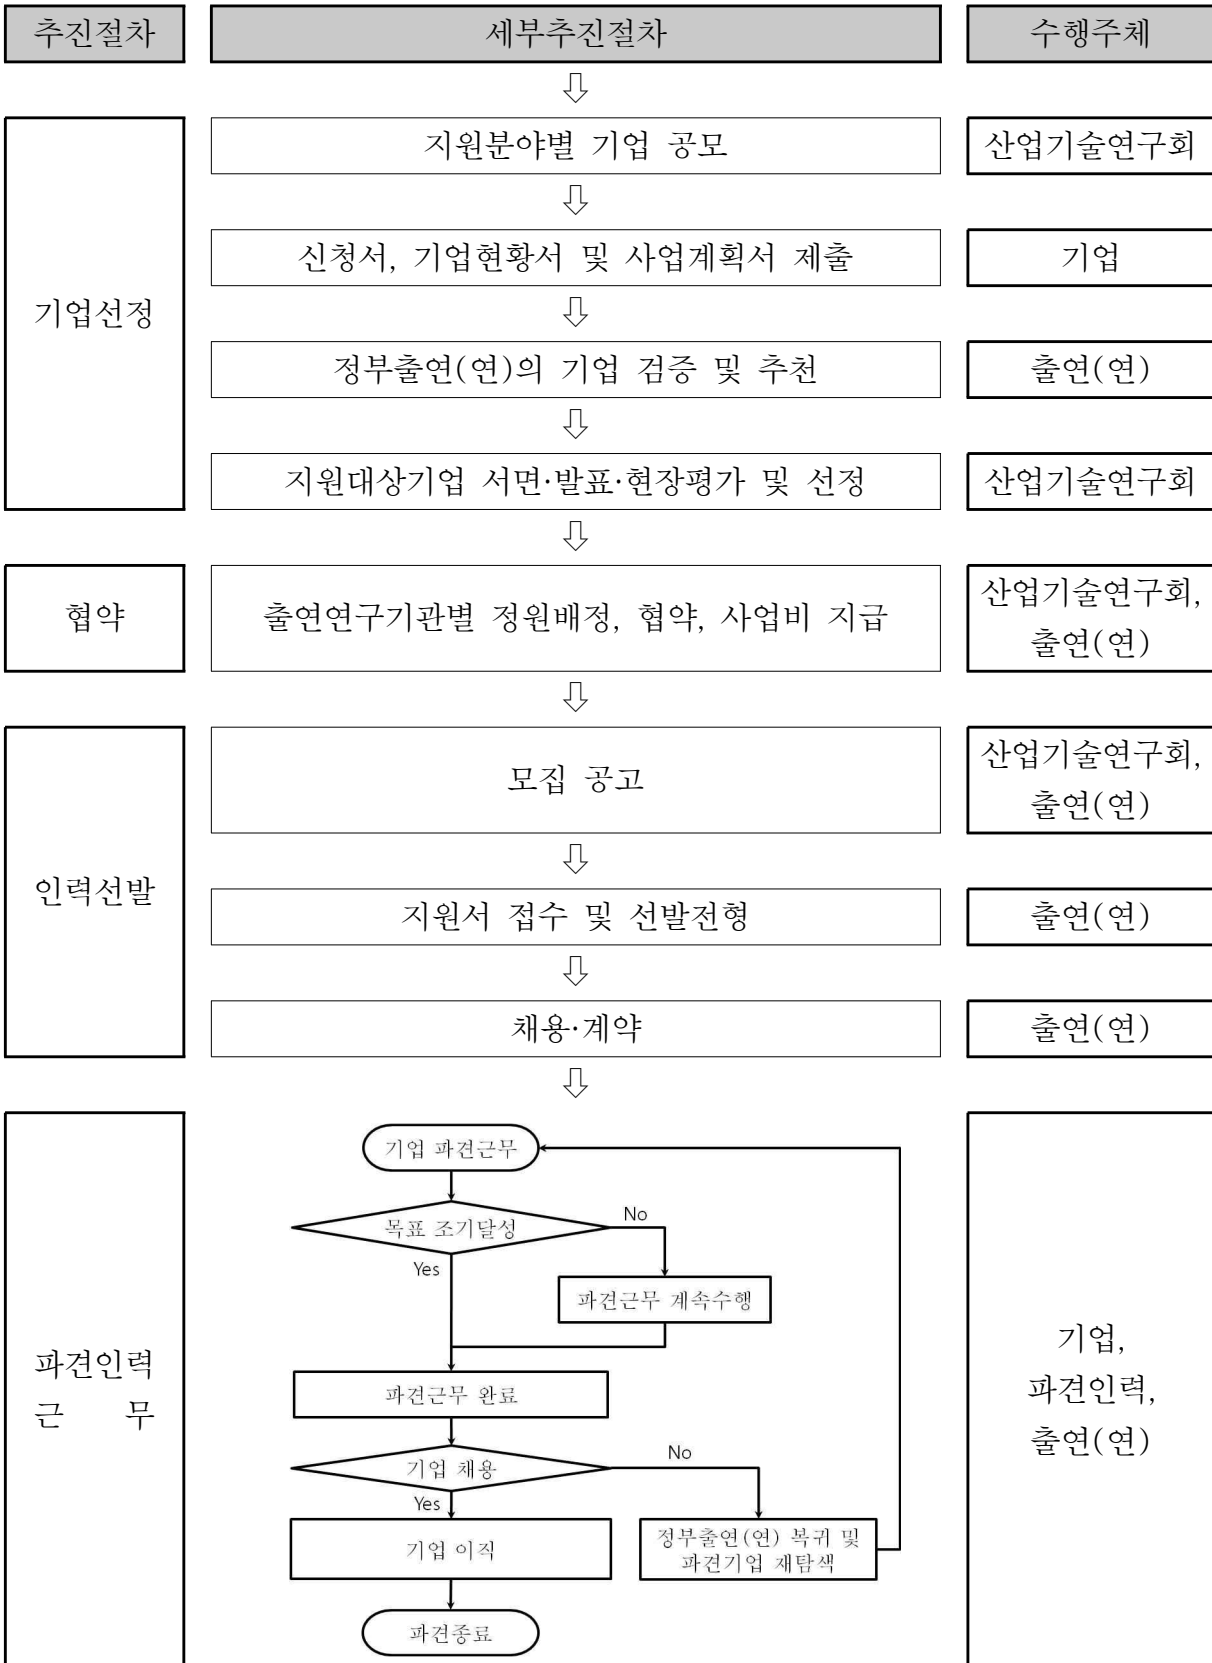 추진절차
세부추진절차
수행주체
지원분야별 기업 공모
산업기술연구회
신청서, 기업현황서 및 사업계획서 제출
기업
기업선정
정부출연(연)의 기업 검증 및 추천
출연(연)
지원대상기업 서면·발표·현장평가 및 선정
산업기술연구회
협약
출연연구기관별 정원배정, 협약, 사업비 지급
산업기술연구회,
출연(연)
모집 공고
산업기술연구회,
출연(연)
인력선발
지원서 접수 및 선발전형
출연(연)
채용·계약
출연(연)
기업 파견근무
목표 조기달성
No
Yes
파견근무 계속수행
파견인력
근 무
기업,
파견인력,
출연(연)
파견근무 완료
기업 채용
No
Yes
기업 이직
정부출연(연) 복귀 및
파견기업 재탐색
파견종료